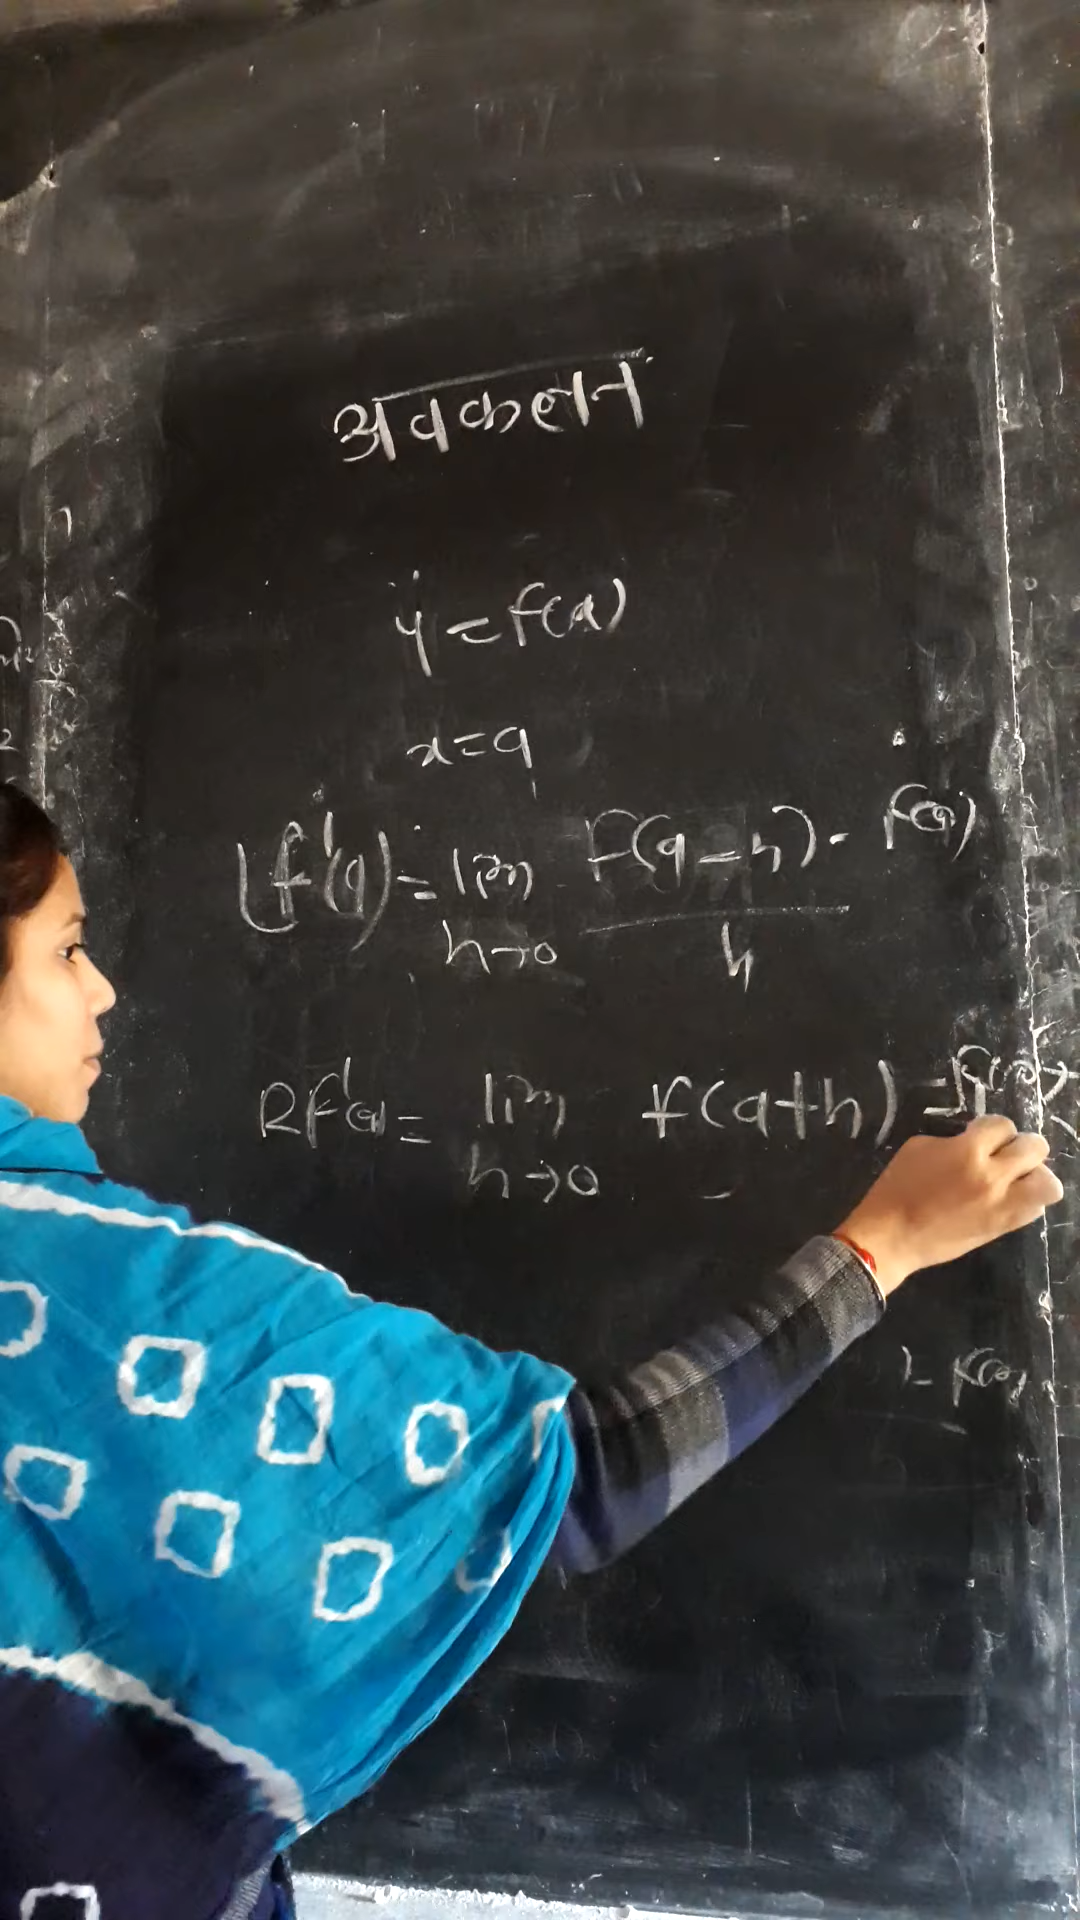 अवकलन
y = f(a)
x = a
Lf'(a) = lim f(a-h) - f(a)
h→0 h
Rf'(a) = lim f(a+h) - f(a)
h→0
) - f(a)